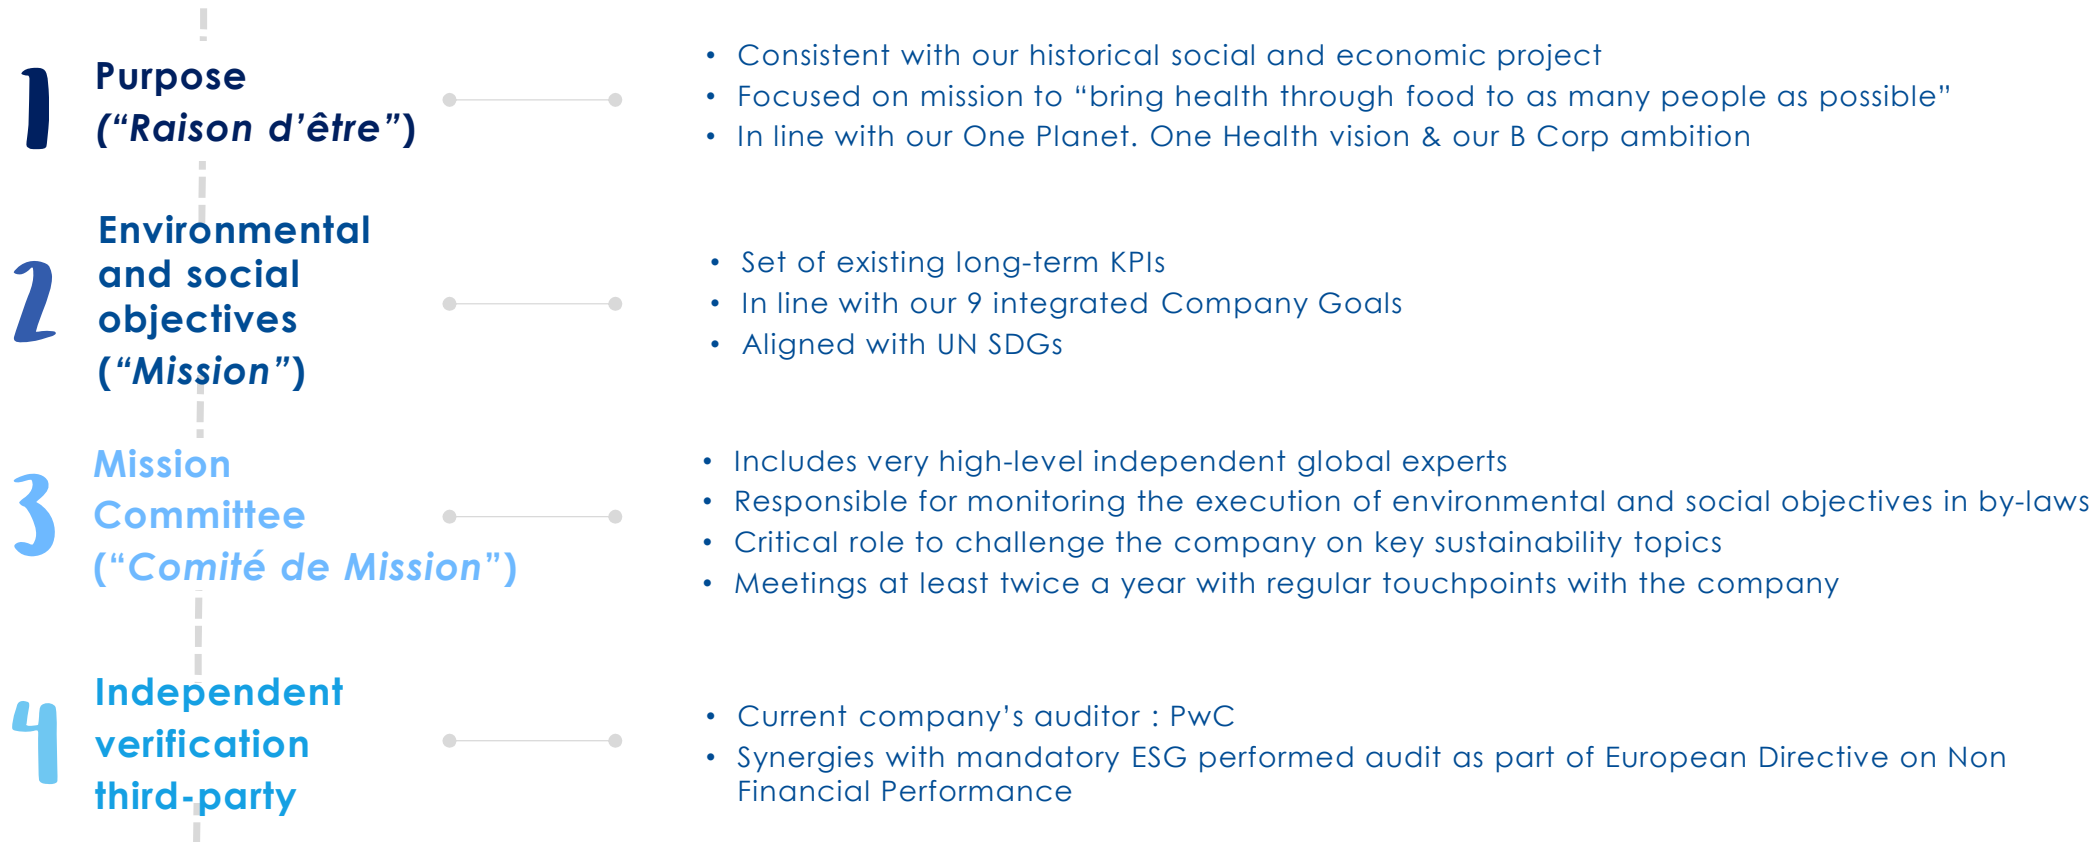 1
Purpose
(“Raison d’être”)
• Consistent with our historical social and economic project
• Focused on mission to “bring health through food to as many people as possible”
• In line with our One Planet. One Health vision & our B Corp ambition
2
Environmental
and social
objectives
(“Mission”)
• Set of existing long-term KPIs
• In line with our 9 integrated Company Goals
• Aligned with UN SDGs
3
Mission
Committee
(“Comité de Mission”)
• Includes very high-level independent global experts
• Responsible for monitoring the execution of environmental and social objectives in by-laws
• Critical role to challenge the company on key sustainability topics
• Meetings at least twice a year with regular touchpoints with the company
4
Independent
verification
third-party
• Current company’s auditor : PwC
• Synergies with mandatory ESG performed audit as part of European Directive on Non
Financial Performance